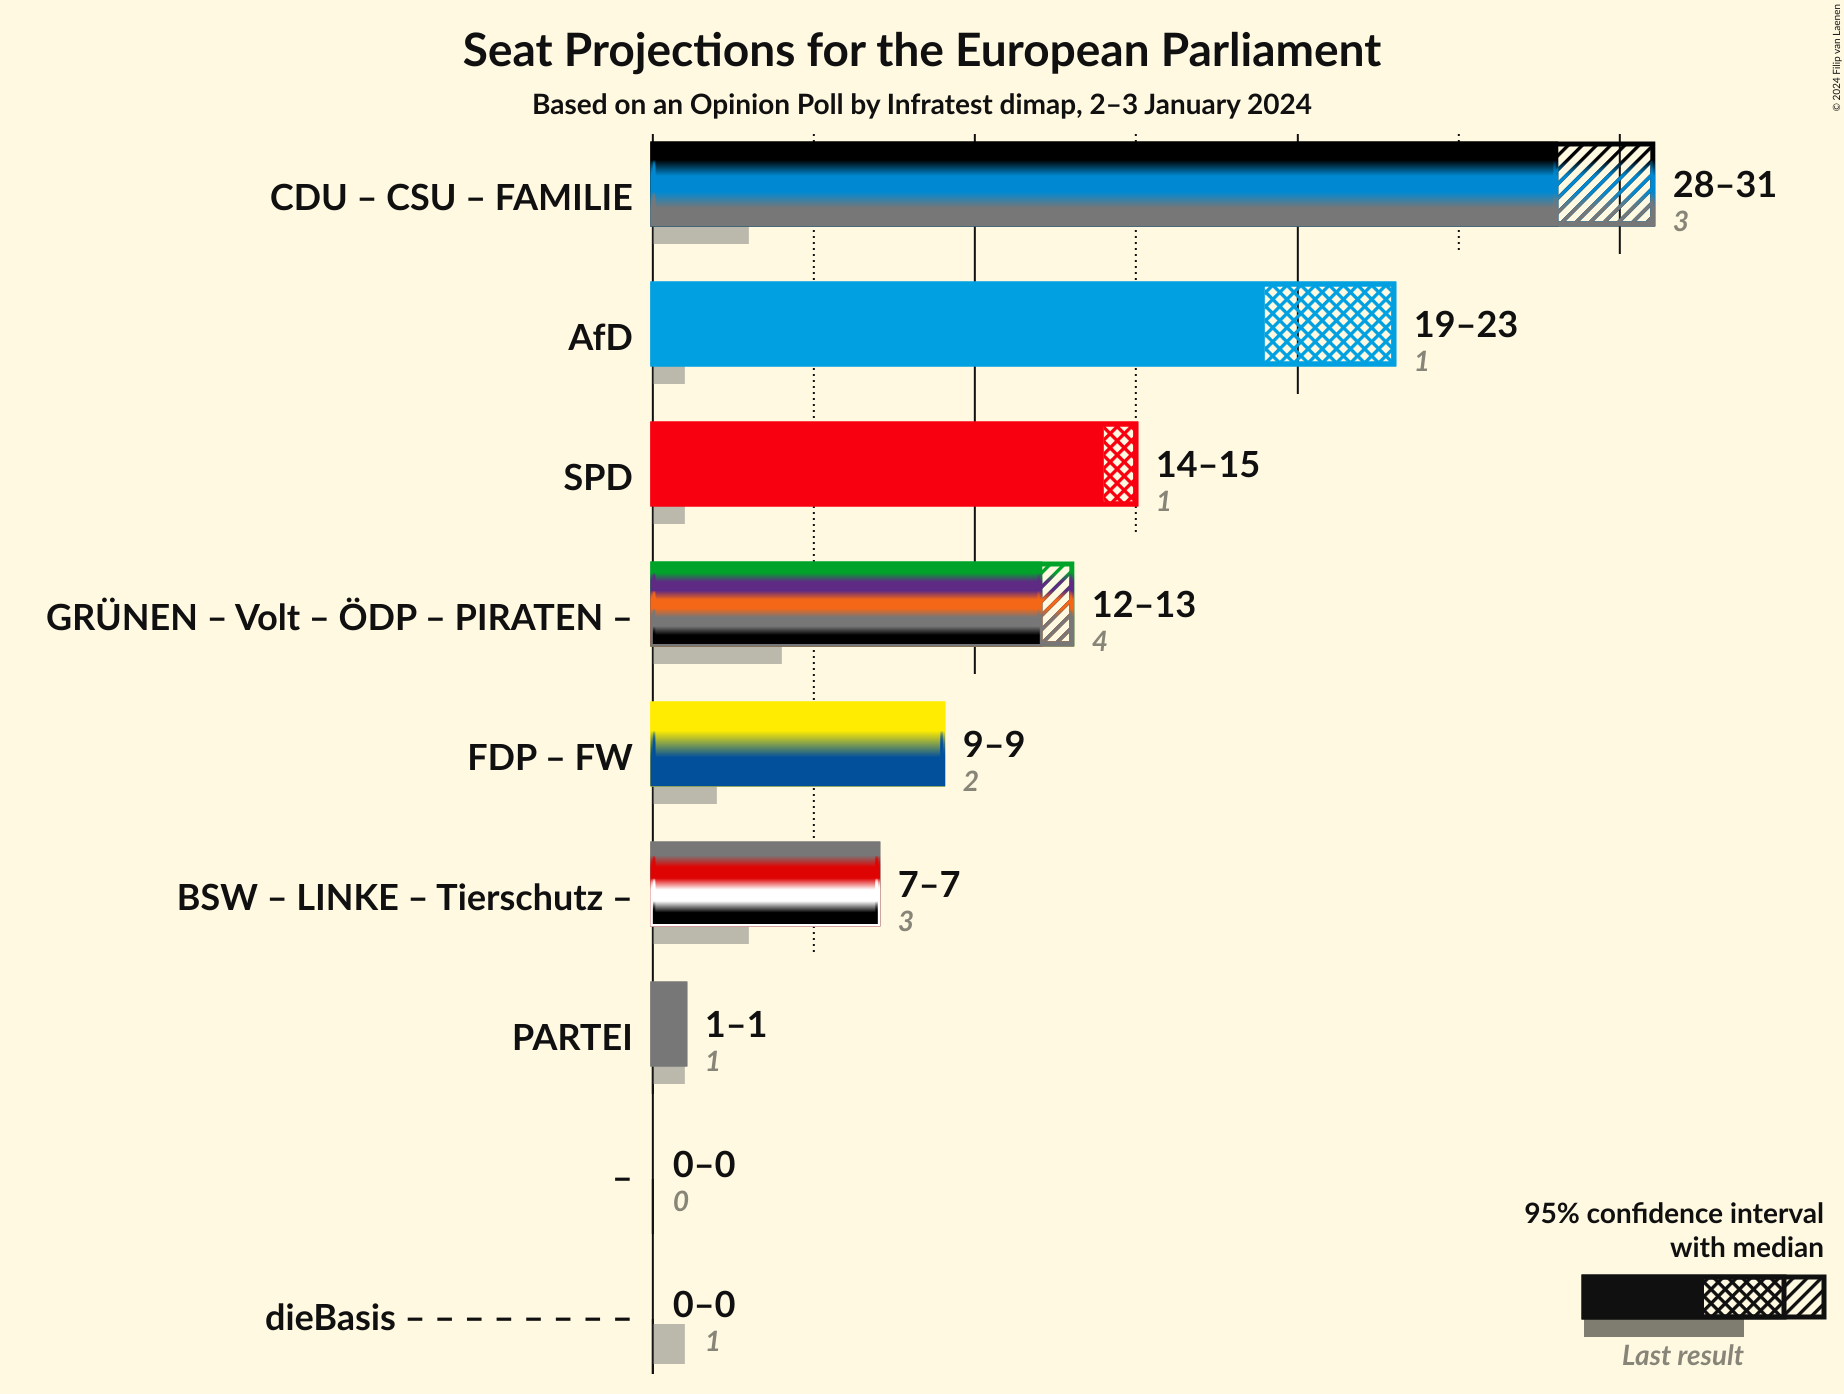 Seat Projections for the European Parliament
Based on an Opinion Poll by Infratest dimap, 2–3 January 2024
© 2024 Filip van Laenen
CDU – CSU – FAMILIE
28–31
3
AfD
19–23
1
SPD
14–15
1
GRÜNEN – Volt – ÖDP – PIRATEN –
12–13
4
FDP – FW
9–9
2
BSW – LINKE – Tierschutz –
7–7
3
PARTEI
1–1
1
–
0–0
0
dieBasis – – – – – – – –
0–0
1
95% confidence interval
with median
Last result